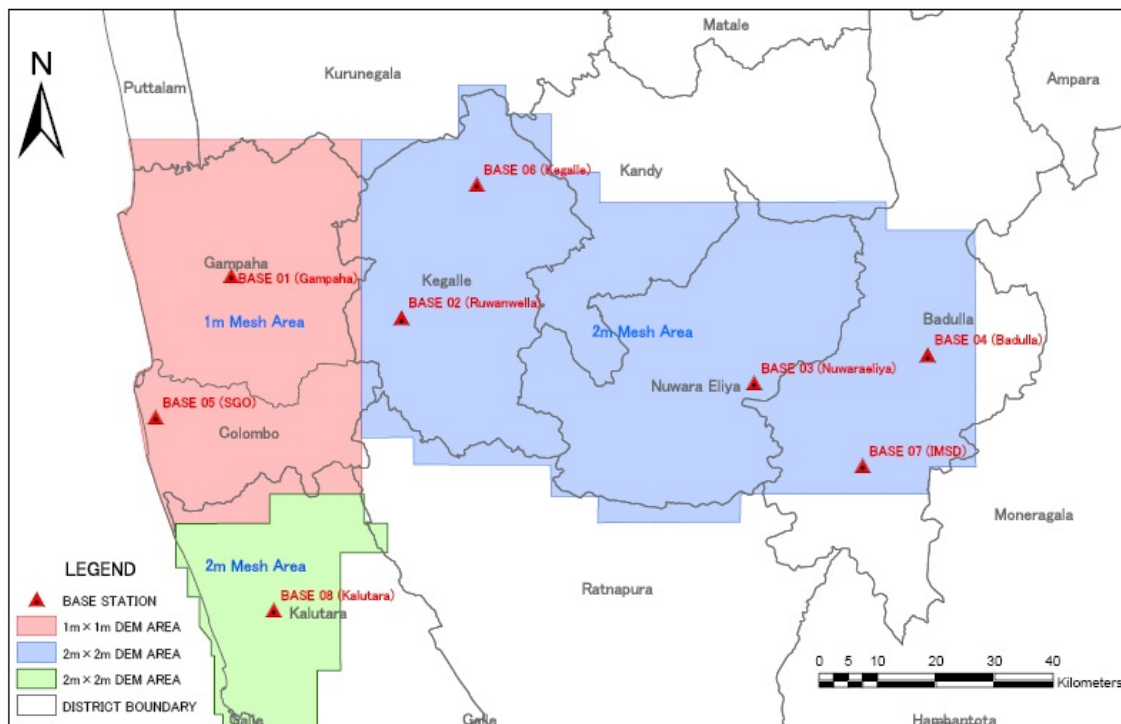 Matale
N
Puttalam
Kurunegala
Ampara
BASE 06 (Kegalle)
Kandy
Gampaha
BASE 01 (Gampaha)
Kegalle
BASE 02 (Ruwanwella)
1m Mesh Area
2m Mesh Area
Badulla
BASE 04 (Badulla)
BASE 03 (Nuwaraeliya)
Nuwara Eliya
BASE 05 (SGO)
Colombo
BASE 07 (IMSD)
Moneragala
2m Mesh Area
LEGEND
BASE STATION
1m×1m DEM AREA
2m×2m DEM AREA
2m×2m DEM AREA
DISTRICT BOUNDARY
BASE 08 (Kalutara)
Kalutara
Ratnapura
0 5 10 20 30 40
Kilometers
Galle
Galle
Hambantota